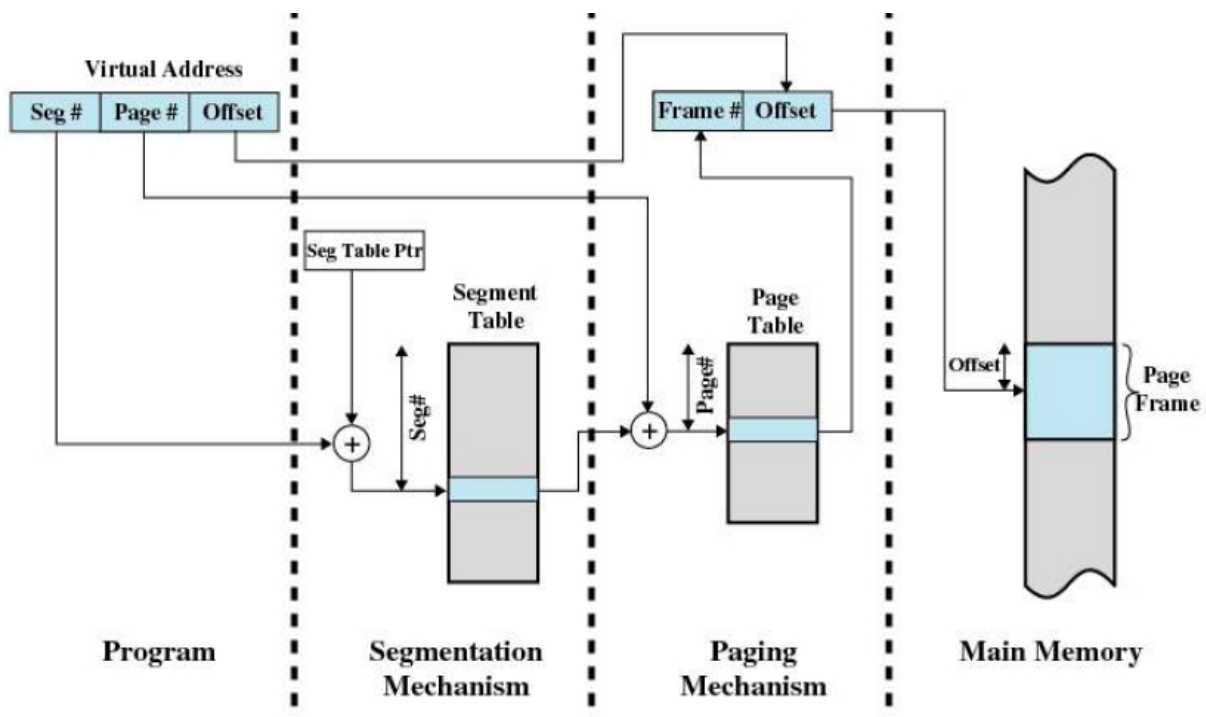 Virtual Address
Seg # Page # Offset
Frame # Offset
Seg Table Ptr
Segment
Table
Seg#
+
Page
Table
Page#
+
Offset
Page
Frame
Program
Segmentation
Mechanism
Paging
Mechanism
Main Memory